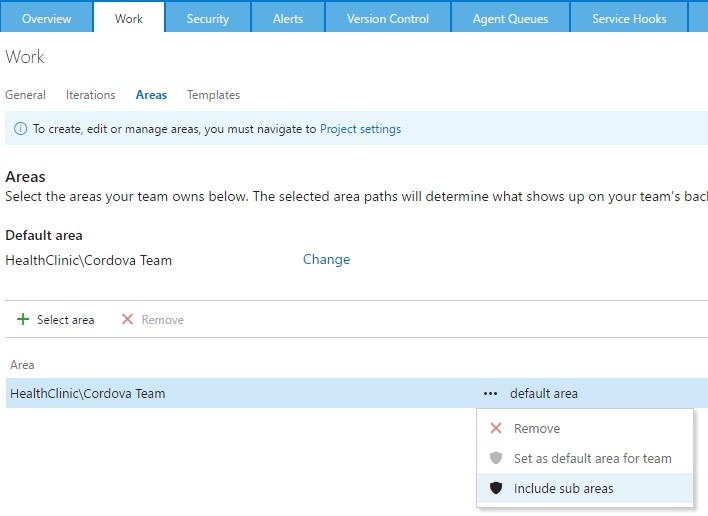 Overview Work Security Alerts Version Control Agent Queues Service Hooks
Work
General Iterations Areas Templates
To create, edit or manage areas, you must navigate to Project settings
Areas
Select the areas your team owns below. The selected area paths will determine what shows up on your team's bac
Default area
HealthClinic\Cordova Team Change
Select area Remove
Area
HealthClinic\Cordova Team ••• default area
Remove
Set as default area for team
Include sub areas